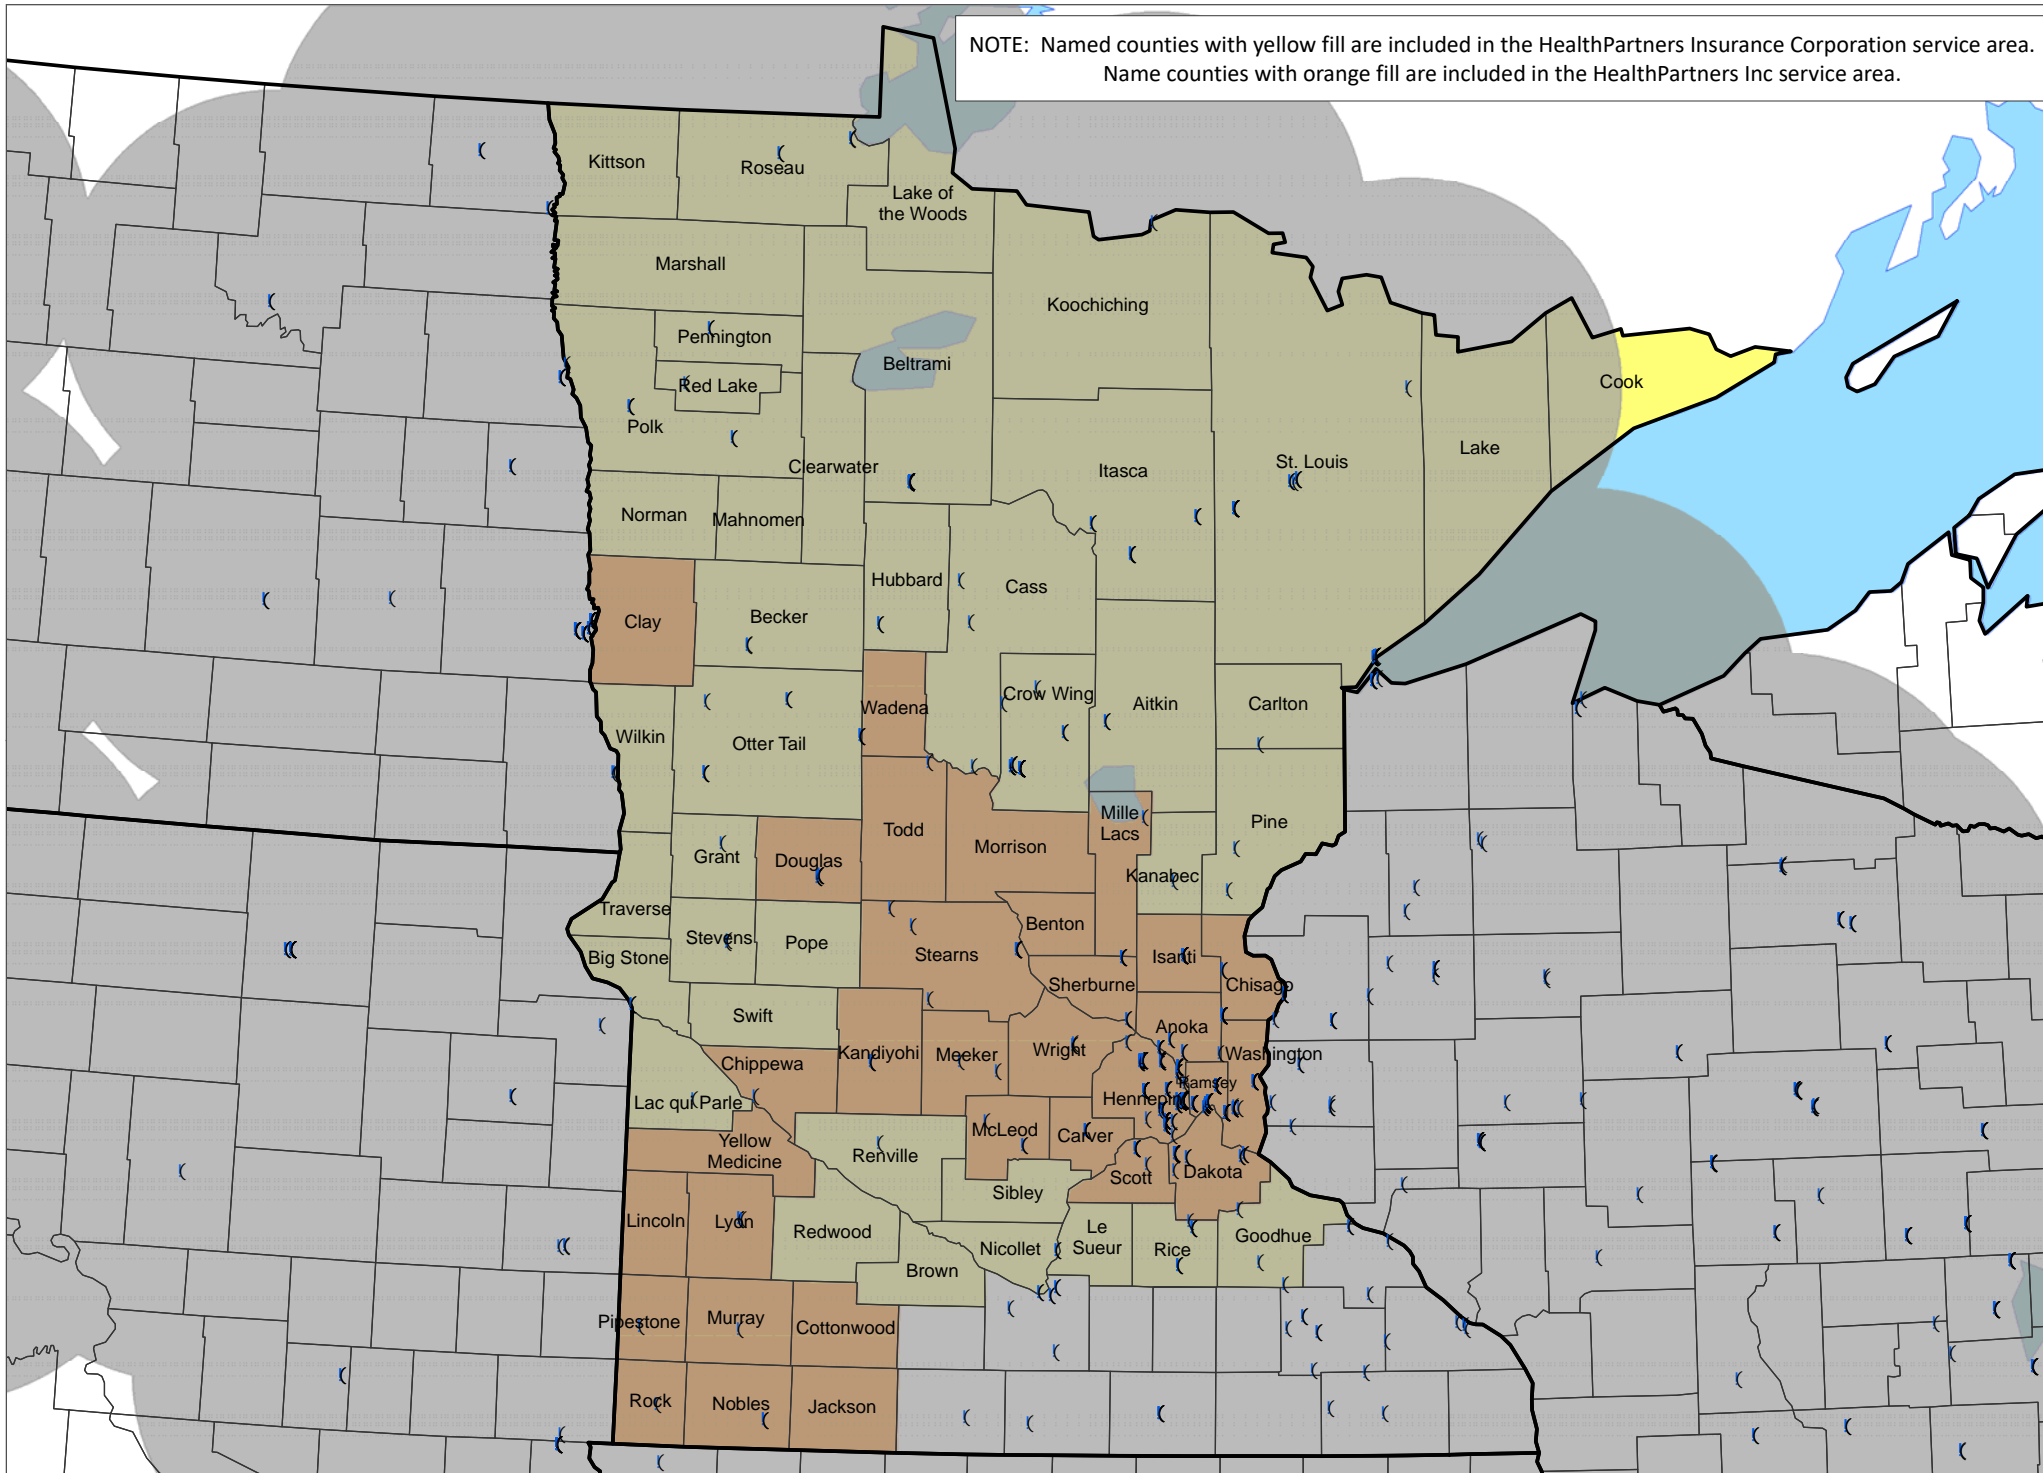 NOTE:  Named counties with yellow fill are included in the HealthPartners Insurance Corporation service area.
Name counties with orange fill are included in the HealthPartners Inc service area.
Kittson
Roseau
Lake of
the Woods
Marshall
Koochiching
Pennington
Beltrami
Red Lake
Cook
Polk
Clearwater
Lake
St. Louis
Itasca
Norman
Mahnomen
Hubbard
Cass
Clay
Becker
Crow Wing
Wadena
Aitkin
Carlton
Wilkin
Otter Tail
Mille
Lacs
Pine
Todd
Morrison
Grant
Douglas
Kanabec
Traverse
Benton
Stevens
Pope
Stearns
Isanti
Big Stone
Sherburne
Chisago
Swift
Anoka
Chippewa
Kandiyohi
Meeker
Wright
Washington
Ramsey
Lac qui Parle
Hennepin
McLeod
Carver
Yellow
Medicine
Renville
Scott
Dakota
Sibley
Lincoln
Lyon
Redwood
Le
Sueur
Nicollet
Rice
Goodhue
Brown
Pipestone
Murray
Cottonwood
Rock
Nobles
Jackson